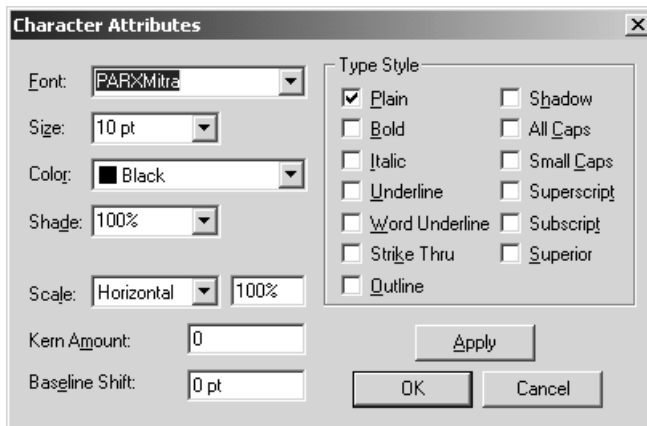 Character Attributes
Font: PARXMitra
Size: 10 pt
Color: Black
Shade: 100%
Scale: Horizontal 100%
Kern Amount: 0
Baseline Shift: 0 pt
Type Style
Plain
Bold
Italic
Underline
Word Underline
Strike Thru
Outline
Shadow
All Caps
Small Caps
Superscript
Subscript
Superior
Apply
OK Cancel